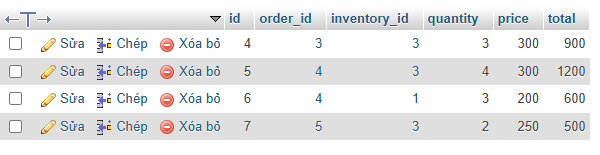 id order_id inventory_id quantity price total
Sửa Chép Xóa bỏ 4 3 3 3 300 900
Sửa Chép Xóa bỏ 5 4 3 4 300 1200
Sửa Chép Xóa bỏ 6 4 1 3 200 600
Sửa Chép Xóa bỏ 7 5 3 2 250 500